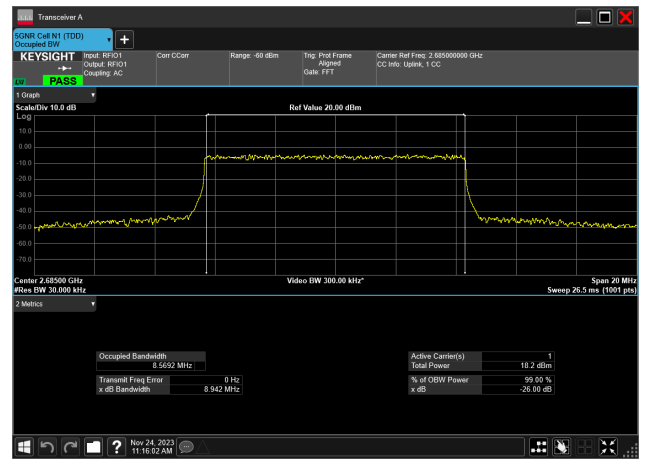 Transceiver A
5GNR Cell N1 (TDD)
Occupied BW
KEYSIGHT Input: RFIO1 Corr CCorr Range: -60 dBm Trig: Prot Frame Carrier Ref Freq: 2.685000000 GHz
Output: RFIO1 Aligned CC Info: Uplink, 1 CC
Coupling: AC Gate: FFT
PASS
1 Graph
Scale/Div 10.0 dB Ref Value 20.00 dBm
Log
10.0
0.00
-10.0
-20.0
-30.0
-40.0
-50.0
-60.0
-70.0
Center 2.68500 GHz Video BW 300.00 kHz* Span 20 MHz
#Res BW 30.000 kHz Sweep 26.5 ms (1001 pts)
2 Metrics
Occupied Bandwidth Active Carrier(s) 1
8.5692 MHz Total Power 18.2 dBm
Transmit Freq Error 0 Hz % of OBW Power 99.00 %
x dB Bandwidth 8.942 MHz x dB -26.00 dB
? Nov 24, 2023
11:16:02 AM